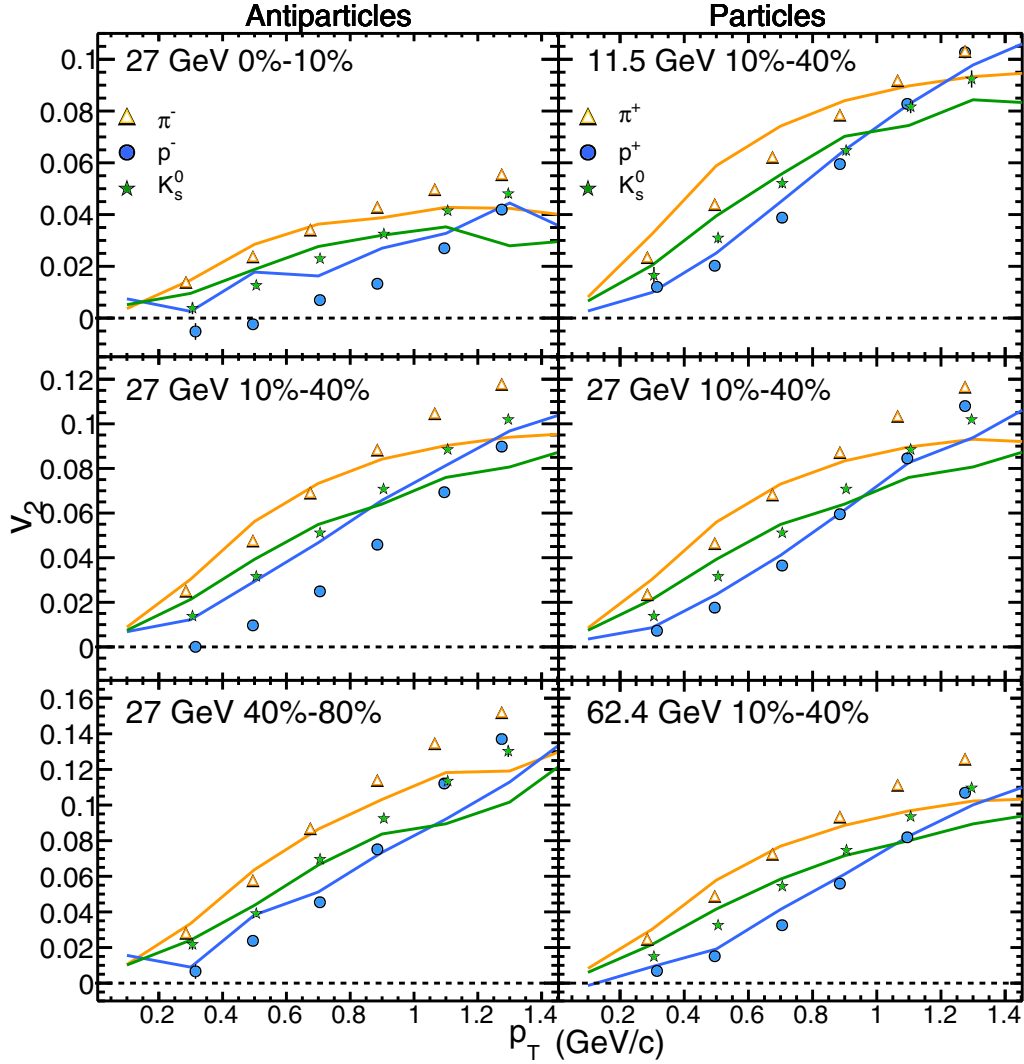 Antiparticles Particles
27 GeV 0%-10%
π⁻
p⁻
K⁰ₛ
0.1
0.08
0.06
0.04
0.02
0
11.5 GeV 10%-40%
π⁺
p⁺
K⁰ₛ
v₂
27 GeV 10%-40%
0.12
0.1
0.08
0.06
0.04
0.02
0
27 GeV 10%-40%
27 GeV 40%-80%
0.16
0.14
0.12
0.1
0.08
0.06
0.04
0.02
0
62.4 GeV 10%-40%
0.2 0.4 0.6 0.8 1 1.2 1.4 0.2 0.4 0.6 0.8 1 1.2 1.4
p_T (GeV/c)